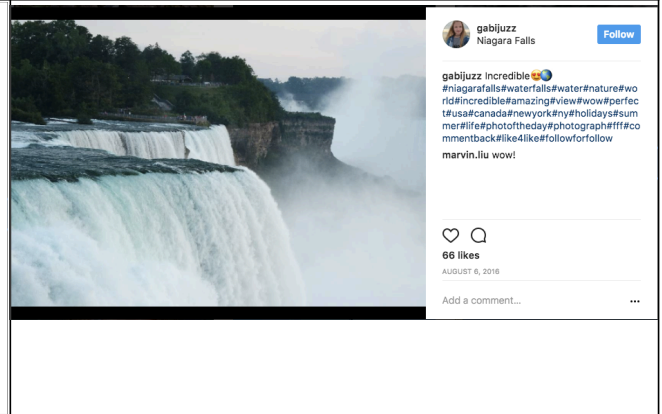 gabijuzz
Niagara Falls
Follow
gabijuzz Incredible😍🌎
#niagarafalls#waterfalls#water#nature#wo
rld#incredible#amazing#view#wow#perfec
t#usa#canada#newyork#ny#holidays#sum
mer#life#photooftheday#photograph#fff#co
mmentback#like4like#followforfollow
marvin.liu wow!
66 likes
AUGUST 6, 2016
Add a comment...